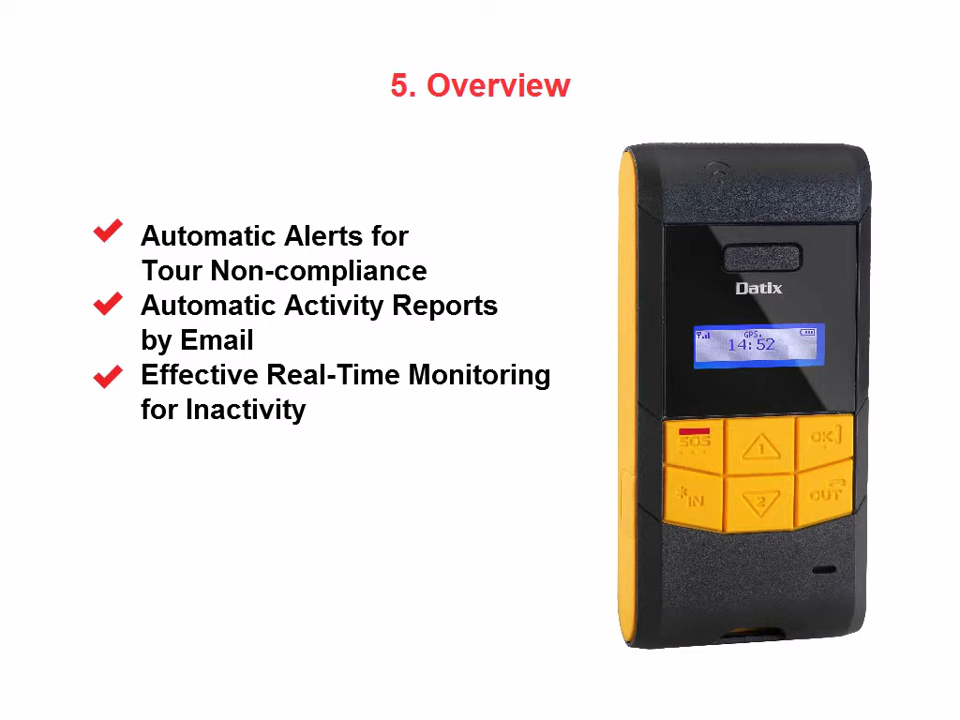 5. Overview
Automatic Alerts for
Tour Non-compliance
Automatic Activity Reports
by Email
Effective Real-Time Monitoring
for Inactivity
Datix
GPS.
14:52
SOS
1
OK
*IN
2
OUT